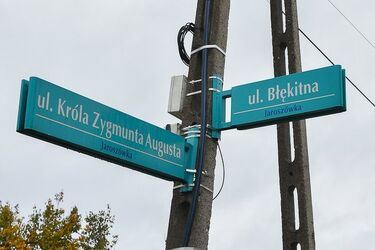 ul. Króla Zygmunta Augusta
Jaroszówka
ul. Błękitna
Jaroszówka